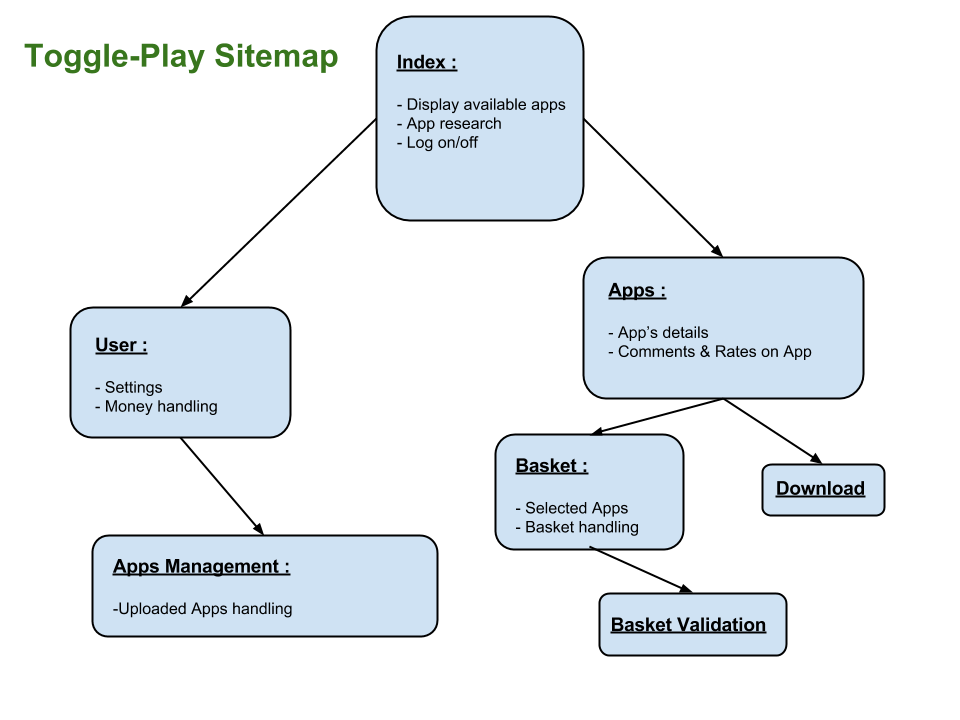 Toggle-Play Sitemap
Index :
- Display available apps
- App research
- Log on/off
User :
- Settings
- Money handling
Apps :
- App's details
- Comments & Rates on App
Basket :
- Selected Apps
- Basket handling
Download
Apps Management :
-Uploaded Apps handling
Basket Validation